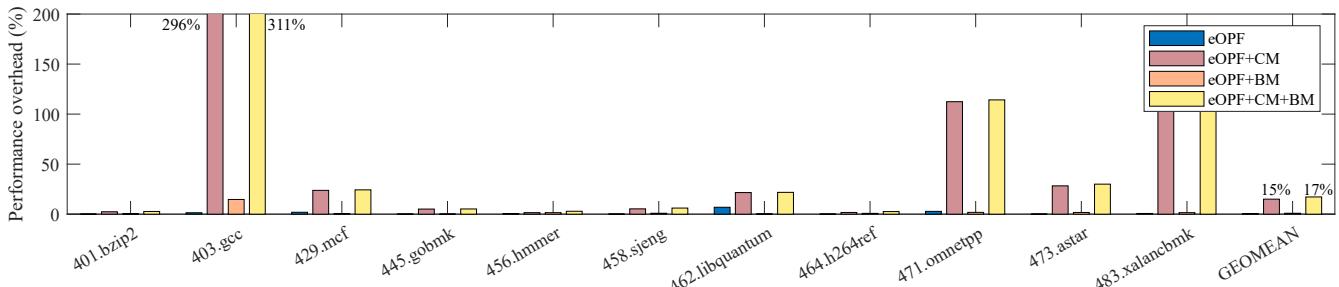 Performance overhead (%)
200
150
100
50
0
296%
311%
15%
17%
eOPF
eOPF+CM
eOPF+BM
eOPF+CM+BM
401.bzip2
403.gcc
429.mcf
445.gobmk
456.hmmer
458.sjeng
462.libquantum
464.h264ref
471.omnetpp
473.astar
483.xalancbmk
GEOMEAN